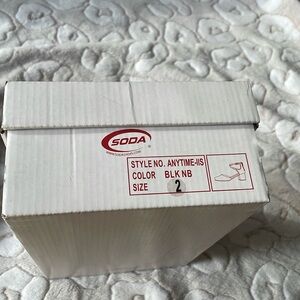 SODA
STYLE NO. ANYTIME-IIS
COLOR BLK NB
SIZE 2